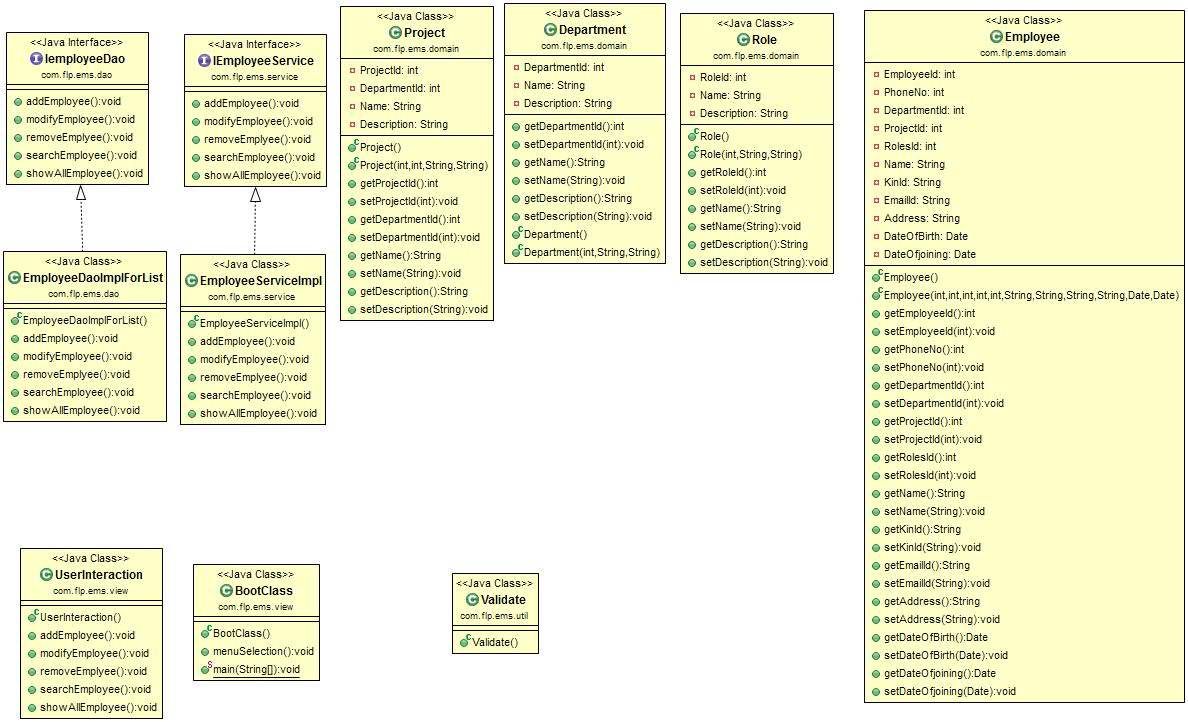 <<Java Interface>>
IemployeeDao
com.flp.ems.dao
addEmployee():void
modifyEmployee():void
removeEmployee():void
searchEmployee():void
showAllEmployee():void
<<Java Interface>>
IEmployeeService
com.flp.ems.service
addEmployee():void
modifyEmployee():void
removeEmplyee():void
searchEmployee():void
showAllEmployee():void
<<Java Class>>
Project
com.flp.ems.domain
ProjectId: int
DepartmentId: int
Name: String
Description: String
Project()
Project(int,int,String,String)
getProjectId():int
setProjectId(int):void
getDepartmentId():int
setDepartmentId(int):void
getName():String
setName(String):void
getDescription():String
setDescription(String):void
<<Java Class>>
Department
com.flp.ems.domain
DepartmentId: int
Name: String
Description: String
getDepartmentId():int
setDepartmentId(int):void
getName():String
setName(String):void
getDescription():String
setDescription(String):void
Department()
Department(int,String,String)
<<Java Class>>
Role
com.flp.ems.domain
RoleId: int
Name: String
Description: String
Role()
Role(int,String,String)
getRoleId():int
setRoleId(int):void
getName():String
setName(String):void
getDescription():String
setDescription(String):void
<<Java Class>>
Employee
com.flp.ems.domain
EmployeeId: int
PhoneNo: int
DepartmentId: int
ProjectId: int
RolesId: int
Name: String
KinId: String
EmailId: String
Address: String
DateOfBirth: Date
DateOfjoining: Date
Employee()
Employee(int,int,int,int,int,String,String,String,String,Date,Date)
getEmployeeId():int
setEmployeeId(int):void
getPhoneNo():int
setPhoneNo(int):void
getDepartmentId():int
setDepartmentId(int):void
getProjectId():int
setProjectId(int):void
getRolesId():int
setRolesId(int):void
getName():String
setName(String):void
getKinId():String
setKinId(String):void
getEmailId():String
setEmailId(String):void
getAddress():String
setAddress(String):void
getDateOfBirth():Date
setDateOfBirth(Date):void
getDateOfjoining():Date
setDateOfjoining(Date):void
<<Java Class>>
EmployeeDaoImplForList
com.flp.ems.dao
EmployeeDaoImplForList()
addEmployee():void
modifyEmployee():void
removeEmplyee():void
searchEmployee():void
showAllEmployee():void
<<Java Class>>
EmployeeServiceImpl
com.flp.ems.service
EmployeeServiceImpl()
addEmployee():void
modifyEmployee():void
removeEmplyee():void
searchEmployee():void
showAllEmployee():void
<<Java Class>>
UserInteraction
com.flp.ems.view
UserInteraction()
addEmployee():void
modifyEmployee():void
removeEmplyee():void
searchEmployee():void
showAllEmployee():void
<<Java Class>>
BootClass
com.flp.ems.view
BootClass()
menuSelection():void
main(String[]):void
<<Java Class>>
Validate
com.flp.ems.util
Validate()